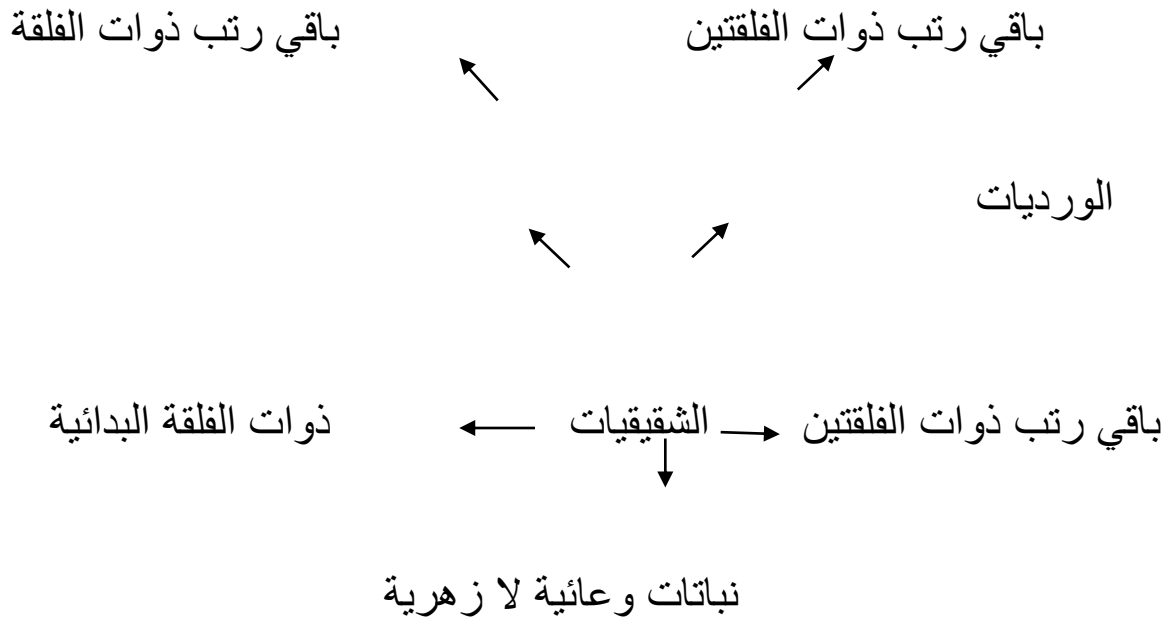 باقي رتب ذوات الفلقتين
باقي رتب ذوات الفلقة
الورديات
باقي رتب ذوات الفلقتين
الشقيقيات
ذوات الفلقة البدائية
نباتات وعائية لا زهرية